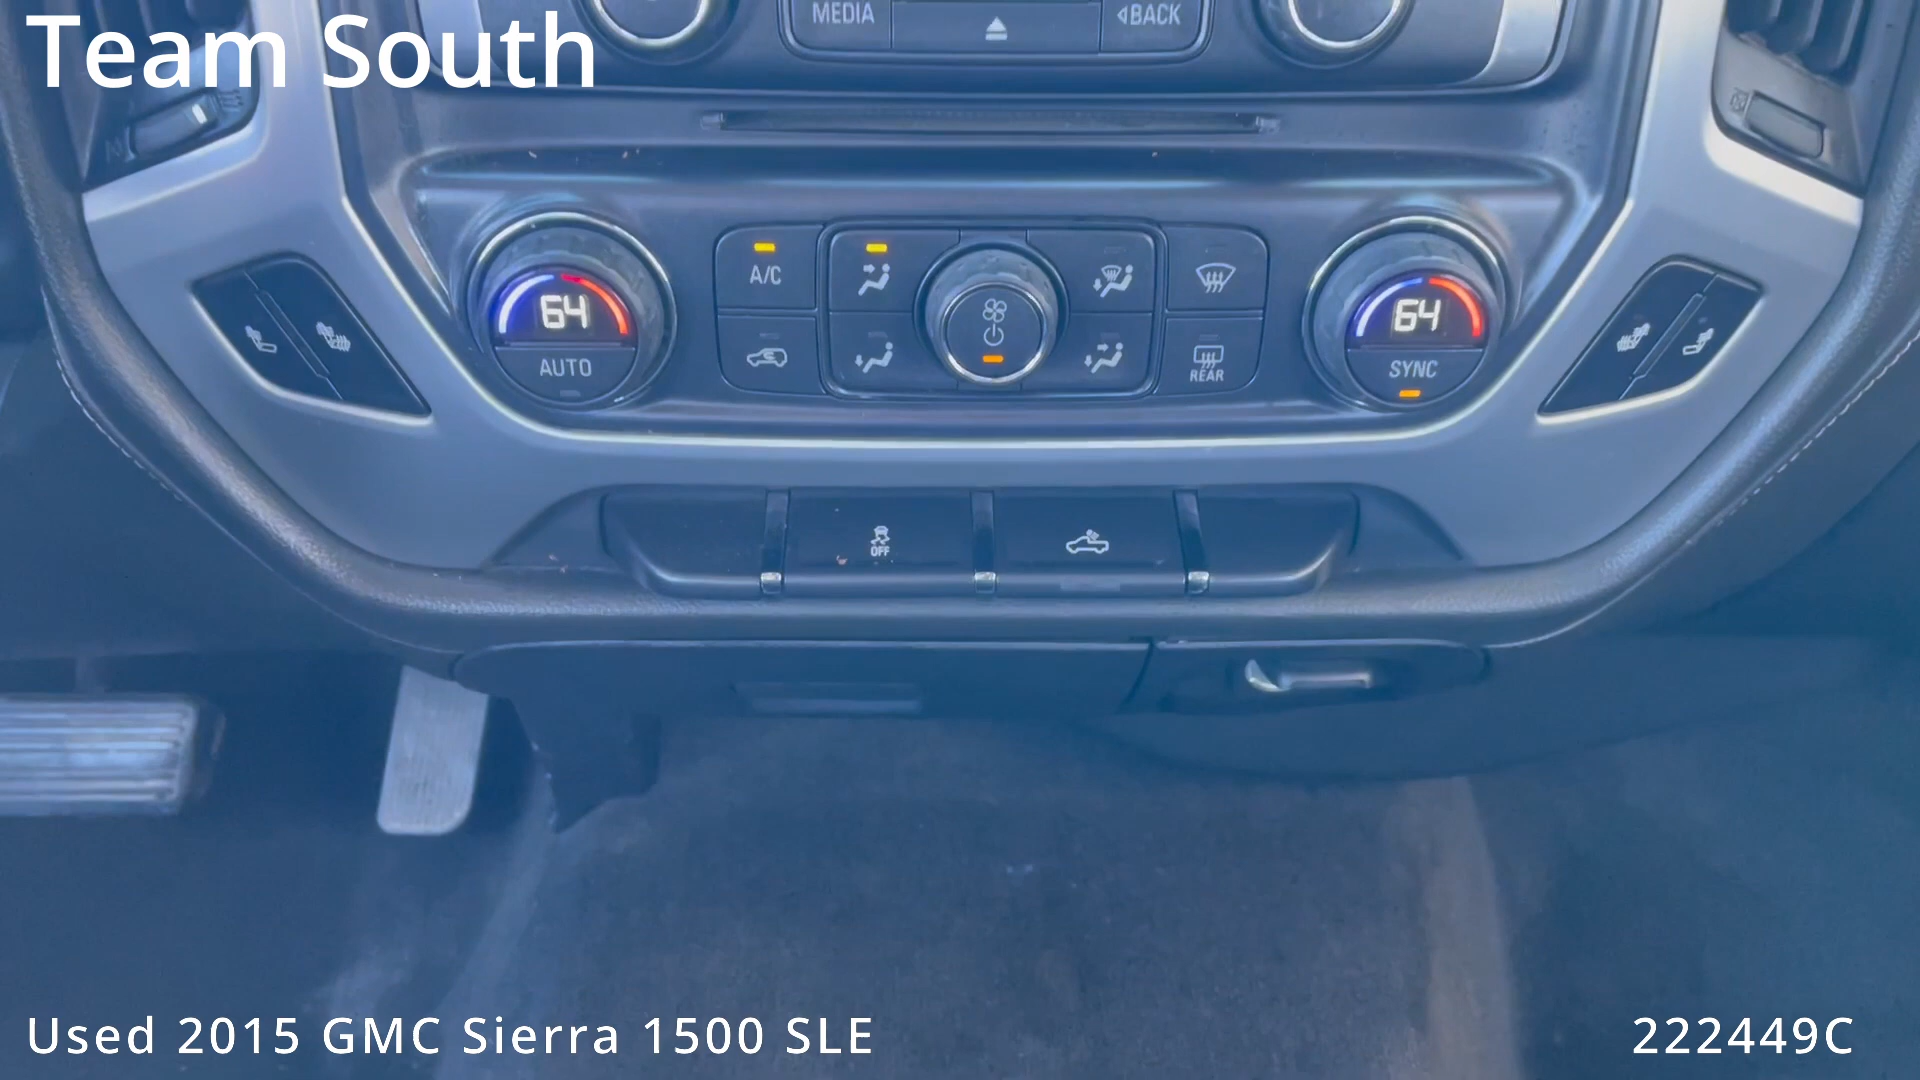 Team South
MEDIA
◁BACK
A/C
64
AUTO
REAR
64
SYNC
OFF
Used 2015 GMC Sierra 1500 SLE
222449C